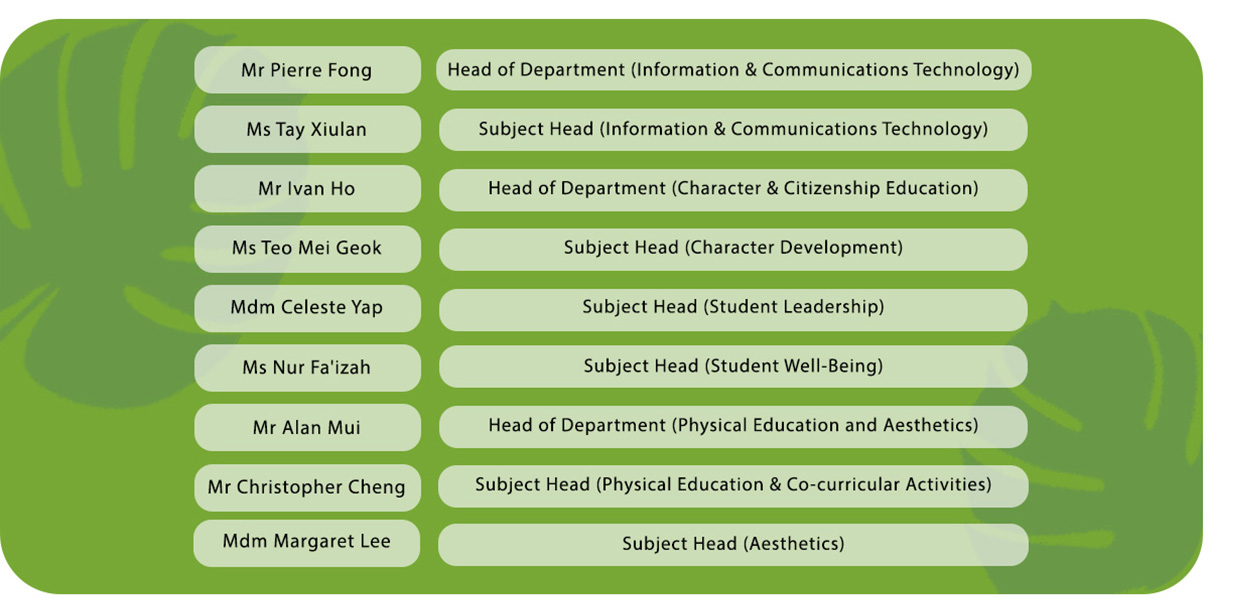 Mr Pierre Fong Head of Department (Information & Communications Technology)
Ms Tay Xiulan Subject Head (Information & Communications Technology)
Mr Ivan Ho Head of Department (Character & Citizenship Education)
Ms Teo Mei Geok Subject Head (Character Development)
Mdm Celeste Yap Subject Head (Student Leadership)
Ms Nur Fa'izah Subject Head (Student Well-Being)
Mr Alan Mui Head of Department (Physical Education and Aesthetics)
Mr Christopher Cheng Subject Head (Physical Education & Co-curricular Activities)
Mdm Margaret Lee Subject Head (Aesthetics)